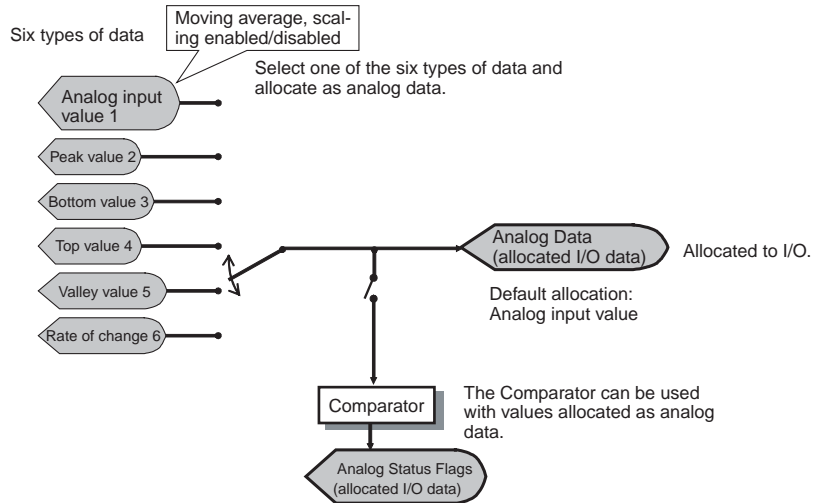 Six types of data
Moving average, scal-
ing enabled/disabled
Select one of the six types of data and
allocate as analog data.
Analog input
value 1
Peak value 2
Bottom value 3
Top value 4
Valley value 5
Rate of change 6
Analog Data
(allocated I/O data)
Allocated to I/O.
Default allocation:
Analog input value
Comparator
The Comparator can be used
with values allocated as analog
data.
Analog Status Flags
(allocated I/O data)